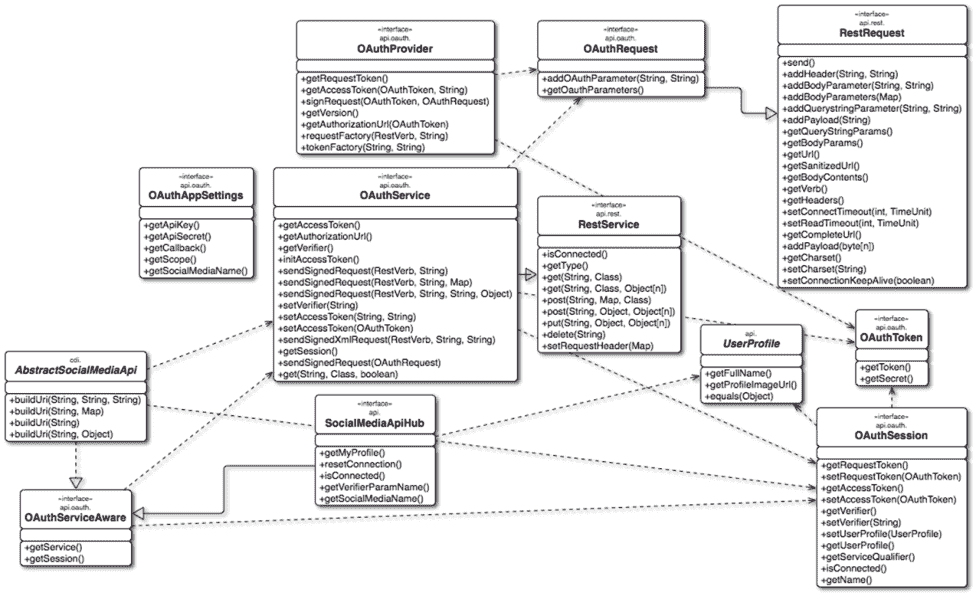 «interface»
api.oauth.
OAuthProvider
+getRequestToken()
+getAccessToken(OAuthToken, String)
+signRequest(OAuthToken, OAuthRequest)
+getVersion()
+getAuthorizationUrl(OAuthToken)
+requestFactory(RestVerb, String)
+tokenFactory(String, String)
«interface»
api.oauth.
OAuthRequest
+addOAuthParameter(String, String)
+getOauthParameters()
«interface»
api.rest.
RestRequest
+send()
+addHeader(String, String)
+addBodyParameter(String, String)
+addBodyParameters(Map)
+addQuerystringParameter(String, String)
+addPayload(String)
+getQueryStringParams()
+getBodyParams()
+getUrl()
+getSanitizedUrl()
+getBodyContents()
+getVerb()
+getHeaders()
+setConnectTimeout(int, TimeUnit)
+setReadTimeout(int, TimeUnit)
+getCompleteUrl()
+addPayload(byte[n])
+getCharset()
+setCharset(String)
+setConnectionKeepAlive(boolean)
«interface»
api.oauth.
OAuthAppSettings
+getApiKey()
+getApiSecret()
+getCallback()
+getScope()
+getSocialMediaName()
«interface»
api.oauth.
OAuthService
+getAccessToken()
+getAuthorizationUrl()
+getVerifier()
+initAccessToken()
+sendSignedRequest(RestVerb, String)
+sendSignedRequest(RestVerb, String, Map)
+sendSignedRequest(RestVerb, String, String, Object)
+setVerifier(String)
+setAccessToken(String, String)
+setAccessToken(OAuthToken)
+sendSignedXmlRequest(RestVerb, String, String)
+getSession()
+sendSignedRequest(OAuthRequest)
+get(String, Class, boolean)
«interface»
api.rest.
RestService
+isConnected()
+getType()
+get(String, Class)
+get(String, Class, Object[n])
+post(String, Map, Class)
+post(String, Object, Object[n])
+put(String, Object, Object[n])
+delete(String)
+setRequestHeader(Map)
«interface»
api.oauth.
OAuthToken
+getToken()
+getSecret()
api.
UserProfile
+getFullName()
+getProfileImageUrl()
+equals(Object)
cdi.
AbstractSocialMediaApi
+buildUri(String, String, String)
+buildUri(String, Map)
+buildUri(String)
+buildUri(String, Object)
«interface»
api.
SocialMediaApiHub
+getMyProfile()
+resetConnection()
+isConnected()
+getVerifierParamName()
+getSocialMediaName()
«interface»
api.oauth.
OAuthSession
+getRequestToken()
+setRequestToken(OAuthToken)
+getAccessToken()
+setAccessToken(OAuthToken)
+getVerifier()
+setVerifier(String)
+setUserProfile(UserProfile)
+getUserProfile()
+getServiceQualifier()
+isConnected()
+getName()
«interface»
api.oauth.
OAuthServiceAware
+getService()
+getSession()